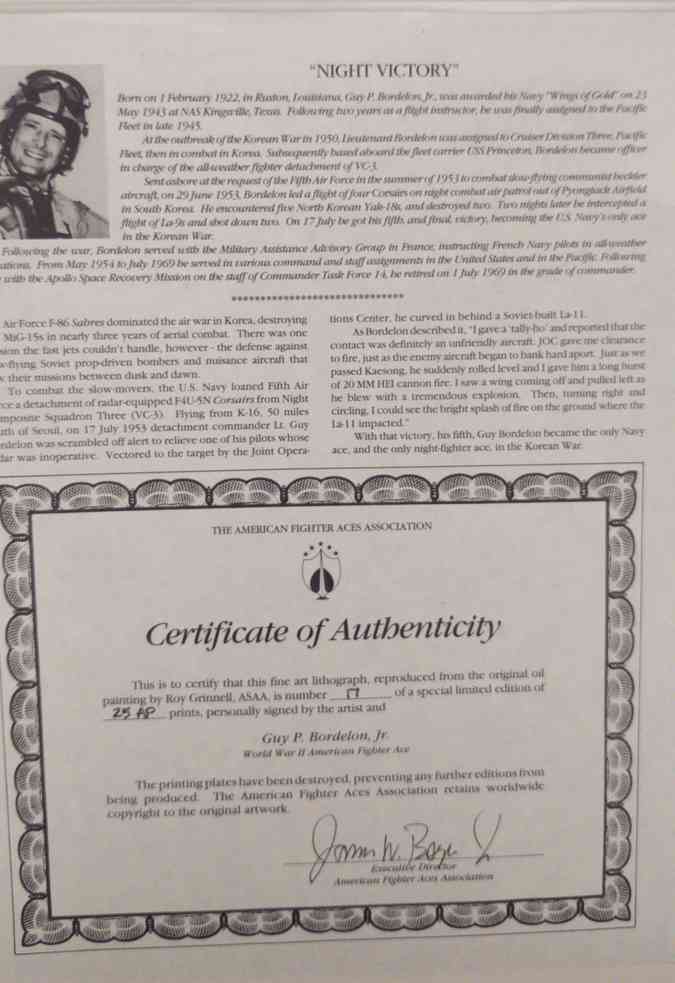 "NIGHT VICTORY"
Born on 1 February 1922, in Ruston, Louisiana, Guy P. Bordelon, Jr., was awarded his Navy "Wings of Gold" on 23
May 1943 at NAS Kingsville, Texas. Following two years as a flight instructor, he was finally assigned to the Pacific
Fleet in late 1945.
At the outbreak of the Korean War in 1950, Lieutenant Bordelon was assigned to Cruiser Division Three, Pacific
Fleet, then in combat in Korea. Subsequently based aboard the fleet carrier USS Princeton, Bordelon became officer
in charge of the all-weather fighter detachment of VC-3.
Sent ashore at the request of the Fifth Air Force in the summer of 1953 to combat slow-flying communist heckler
aircraft, on 29 June 1953, Bordelon led a flight of four Corsairs on night combat air patrol out of Pyongtack Airfield
in South Korea. He encountered five North Korean Yak-18s, and destroyed two. Two nights later he intercepted a
flight of La-9s and shot down two. On 17 July he got his fifth, and final, victory, becoming the U.S. Navy's only ace
in the Korean War.
Following the war, Bordelon served with the Military Assistance Advisory Group in France, instructing French Navy pilots in all-weather
ations. From May 1954 to July 1969 he served in various command and staff assignments in the United States and in the Pacific. Following
with the Apollo Space Recovery Mission on the staff of Commander Task Force 14, he retired on 1 July 1969 in the grade of commander.
******************************
Air Force F-86 Sabres dominated the air war in Korea, destroying
MiG-15s in nearly three years of aerial combat. There was one
sion the fast jets couldn't handle, however - the defense against
w-flying Soviet prop-driven bombers and nuisance aircraft that
their missions between dusk and dawn.
To combat the slow-movers, the U.S. Navy loaned Fifth Air
rce a detachment of radar-equipped F4U-5N Corsairs from Night
mposite Squadron Three (VC-3). Flying from K-16, 50 miles
uth of Seoul, on 17 July 1953 detachment commander Lt. Guy
rdelon was scrambled off alert to relieve one of his pilots whose
dar was inoperative. Vectored to the target by the Joint Opera-
tions Center, he curved in behind a Soviet-built La-11.
As Bordelon described it, "I gave a 'tally-ho' and reported that the
contact was definitely an unfriendly aircraft. JOC gave me clearance
to fire, just as the enemy aircraft began to bank hard aport. Just as we
passed Kaesong, he suddenly rolled level and I gave him a long burst
of 20 MM HEI cannon fire. I saw a wing coming off and pulled left as
he blew with a tremendous explosion. Then, turning right and
circling, I could see the bright splash of fire on the ground where the
La-11 impacted."
With that victory, his fifth, Guy Bordelon became the only Navy
ace, and the only night-fighter ace, in the Korean War.
THE AMERICAN FIGHTER ACES ASSOCIATION
Certificate of Authenticity
This is to certify that this fine art lithograph, reproduced from the original oil
painting by Roy Grinnell, ASAA, is number 17 of a special limited edition of
25 AP prints, personally signed by the artist and
Guy P. Bordelon, Jr.
World War II American Fighter Ace
The printing plates have been destroyed, preventing any further editions from
being produced. The American Fighter Aces Association retains worldwide
copyright to the original artwork.
Executive Director
American Fighter Aces Association